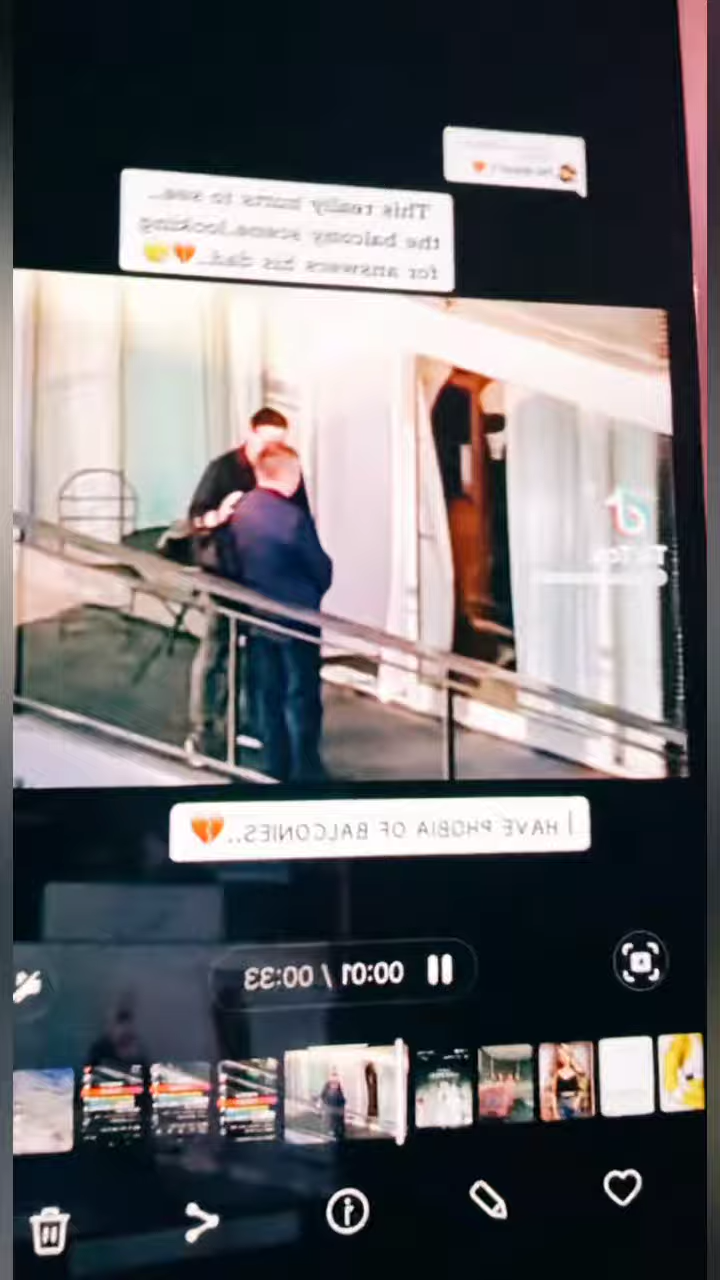 This really hurts to see...
the balcony scene.looking
for answers his dad..💔🥲
TikTok
I HAVE PHOBIA OF BALCONIES..💔
00:01 / 00:33